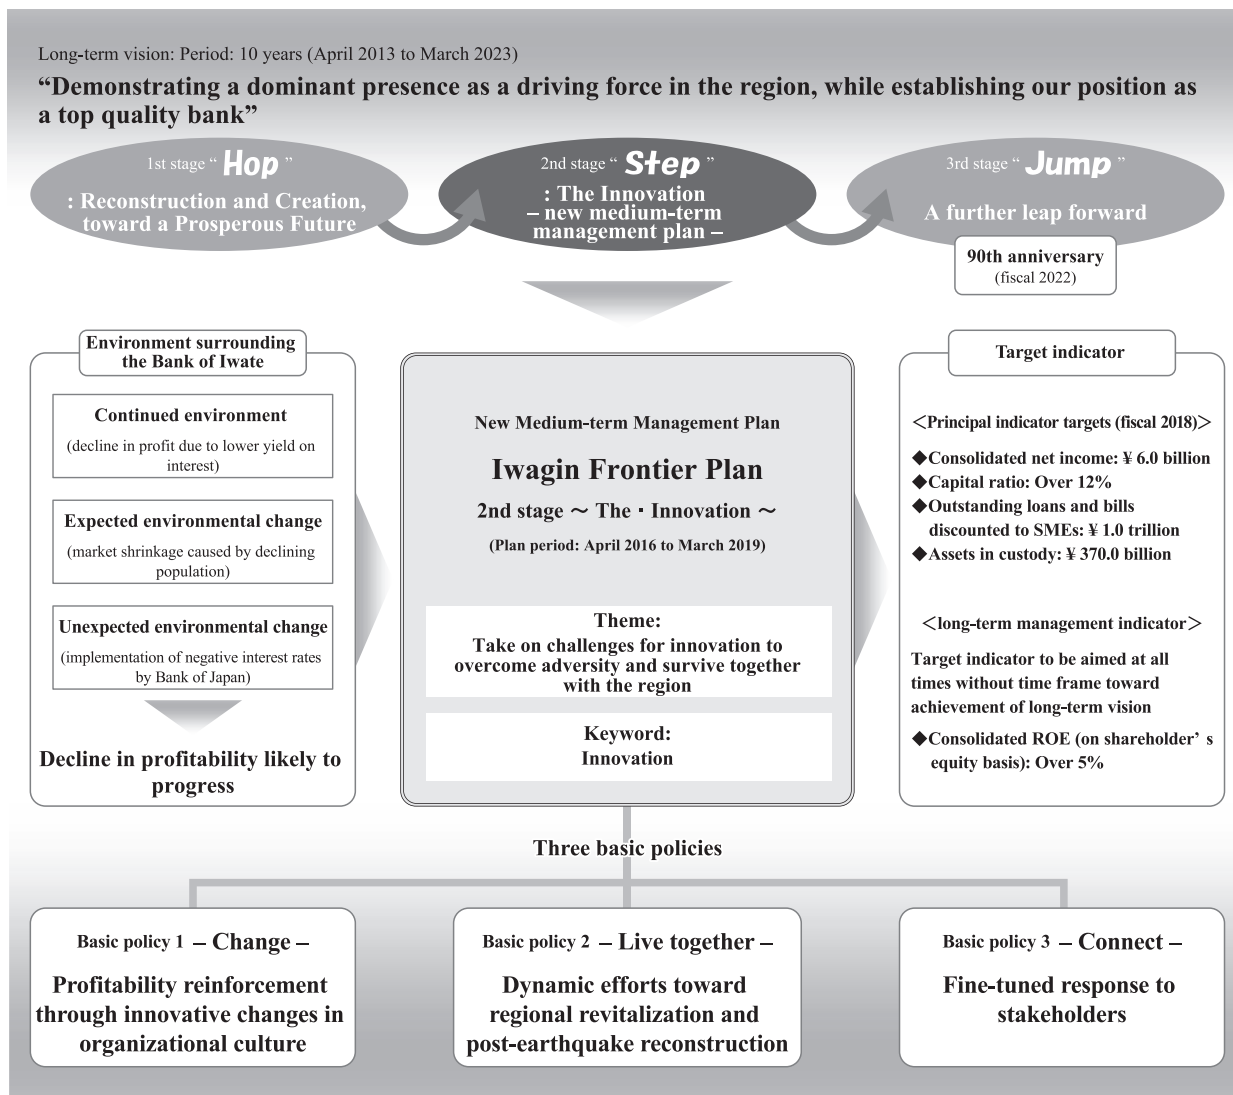 Long-term vision: Period: 10 years (April 2013 to March 2023)
“Demonstrating a dominant presence as a driving force in the region, while establishing our position as
a top quality bank”
1st stage “ Hop ”
: Reconstruction and Creation,
toward a Prosperous Future
2nd stage “ Step ”
: The Innovation
– new medium-term
management plan –
3rd stage “ Jump ”
A further leap forward
90th anniversary
(fiscal 2022)
Environment surrounding
the Bank of Iwate
Continued environment
(decline in profit due to lower yield on
interest)
Expected environmental change
(market shrinkage caused by declining
population)
Unexpected environmental change
(implementation of negative interest rates
by Bank of Japan)
Decline in profitability likely to
progress
New Medium-term Management Plan
Iwagin Frontier Plan
2nd stage ～ The・Innovation ～
(Plan period: April 2016 to March 2019)
Theme:
Take on challenges for innovation to
overcome adversity and survive together
with the region
Keyword:
Innovation
Target indicator
＜Principal indicator targets (fiscal 2018)＞
◆Consolidated net income: ¥ 6.0 billion
◆Capital ratio: Over 12%
◆Outstanding loans and bills
discounted to SMEs: ¥ 1.0 trillion
◆Assets in custody: ¥ 370.0 billion
＜long-term management indicator＞
Target indicator to be aimed at all
times without time frame toward
achievement of long-term vision
◆Consolidated ROE (on shareholder’ s
equity basis): Over 5%
Three basic policies
Basic policy 1 – Change –
Profitability reinforcement
through innovative changes in
organizational culture
Basic policy 2 – Live together –
Dynamic efforts toward
regional revitalization and
post-earthquake reconstruction
Basic policy 3 – Connect –
Fine-tuned response to
stakeholders